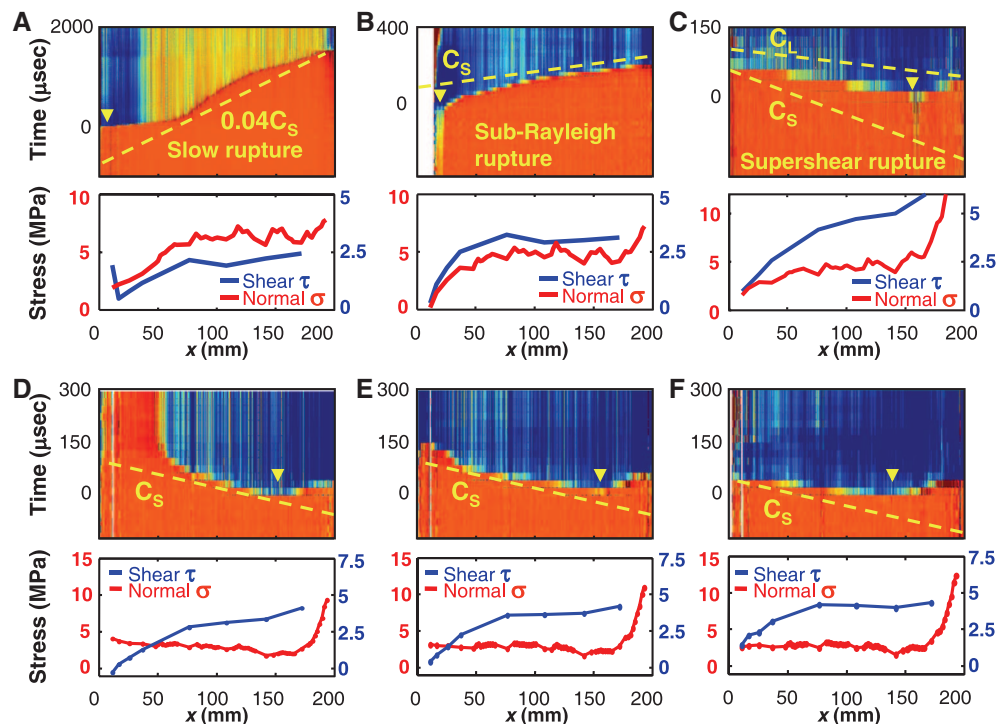 A
B
C
Time (μsec)
2000
0
0.04C_S
Slow rupture
400
0
C_S
Sub-Rayleigh
rupture
150
0
C_L
C_S
Supershear rupture
Stress (MPa)
10
5
0
5
2.5
0
Shear τ
Normal σ
0 50 100 150 200
x (mm)
10
5
0
5
2.5
0
Shear τ
Normal σ
0 50 100 150 200
x (mm)
10
5
0
5
2.5
0
Shear τ
Normal σ
0 50 100 150 200
x (mm)
D
E
F
Time (μsec)
300
150
0
C_S
300
150
0
C_S
300
150
0
C_S
Stress (MPa)
15
10
5
0
7.5
5
2.5
0
Shear τ
Normal σ
0 50 100 150 200
x (mm)
15
10
5
0
7.5
5
2.5
0
Shear τ
Normal σ
0 50 100 150 200
x (mm)
15
10
5
0
7.5
5
2.5
0
Shear τ
Normal σ
0 50 100 150 200
x (mm)